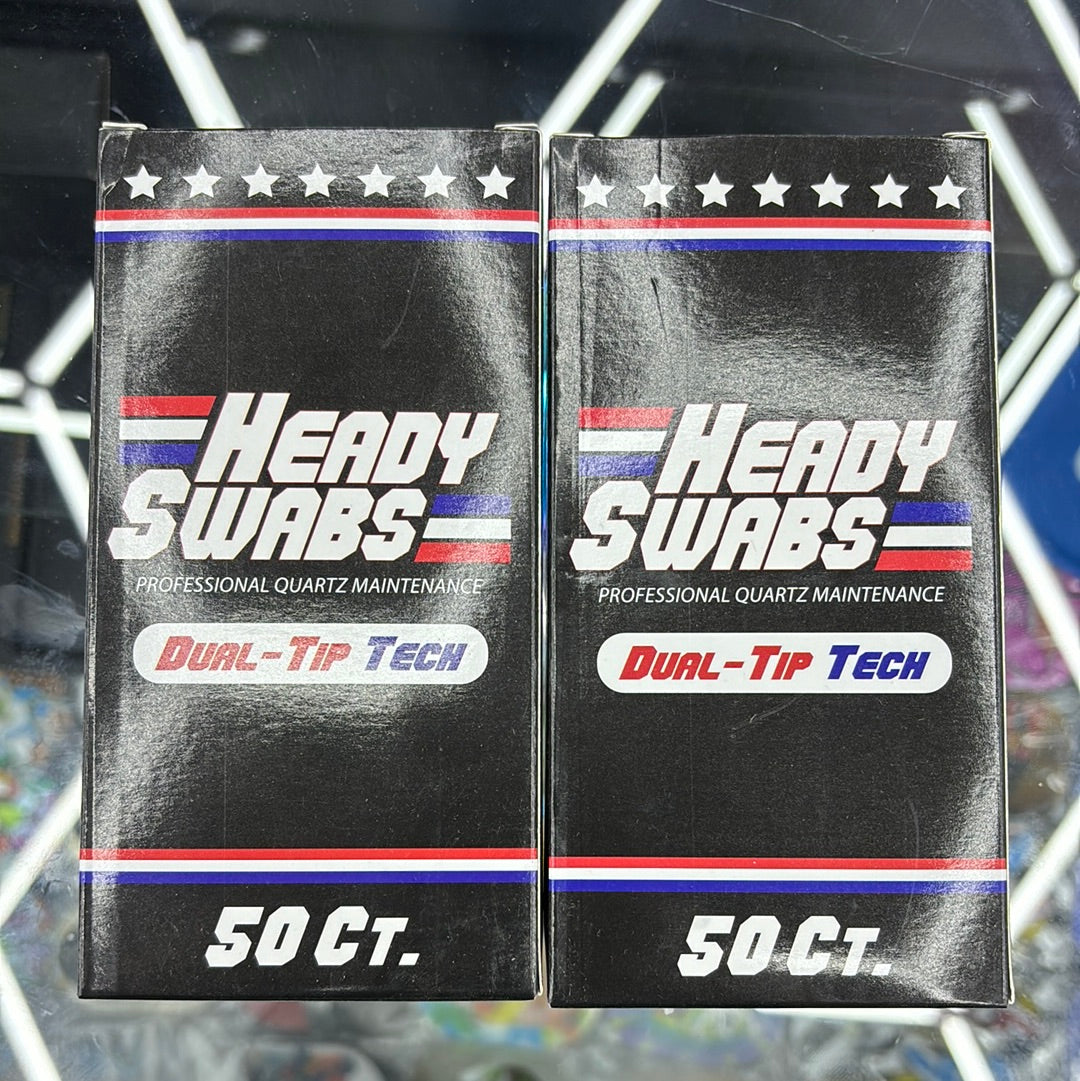 HEADY
SWABS
PROFESSIONAL QUARTZ MAINTENANCE
DUAL-TIP TECH
50 CT.
HEADY
SWABS
PROFESSIONAL QUARTZ MAINTENANCE
DUAL-TIP TECH
50 CT.